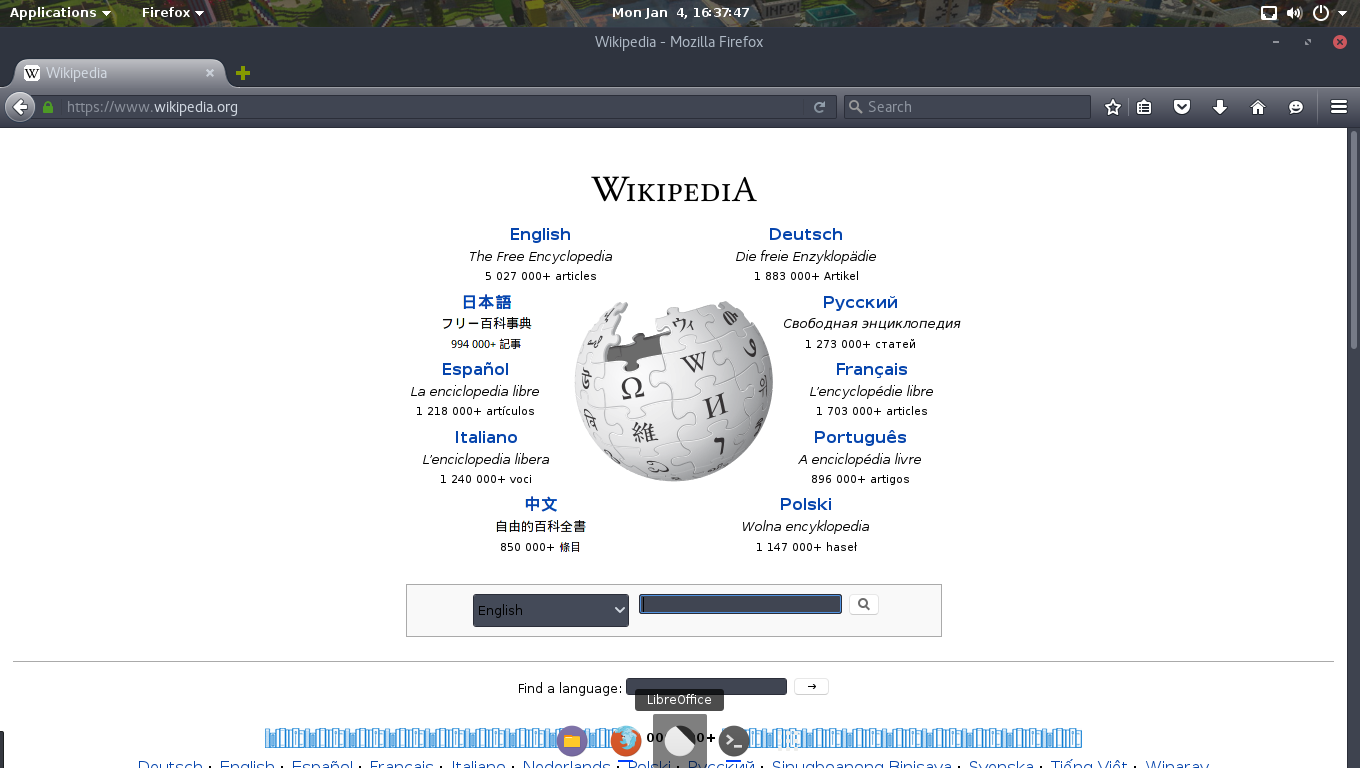 Applications Firefox Mon Jan 4, 16:37:47
Wikipedia - Mozilla Firefox
W Wikipedia
https://www.wikipedia.org Search
WIKIPEDIA
English Deutsch
The Free Encyclopedia Die freie Enzyklopädie
5 027 000+ articles 1 883 000+ Artikel
日本語 Русский
フリー百科事典 Свободная энциклопедия
994 000+ 記事 1 273 000+ статей
Español Français
La enciclopedia libre L'encyclopédie libre
1 218 000+ artículos 1 703 000+ articles
Italiano Português
L'enciclopedia libera A enciclopédia livre
1 240 000+ voci 896 000+ artigos
中文 Polski
自由的百科全書 Wolna encyklopedia
850 000+ 條目 1 147 000+ haseł
ウィ
W
Ω
И
維
English
Find a language: →
LibreOffice
Deutsch · English · Español · Français · Italiano · Nederlands · Polski · Русский · Sinugboanong Binisaya · Svenska · Tiếng Việt · Winaray